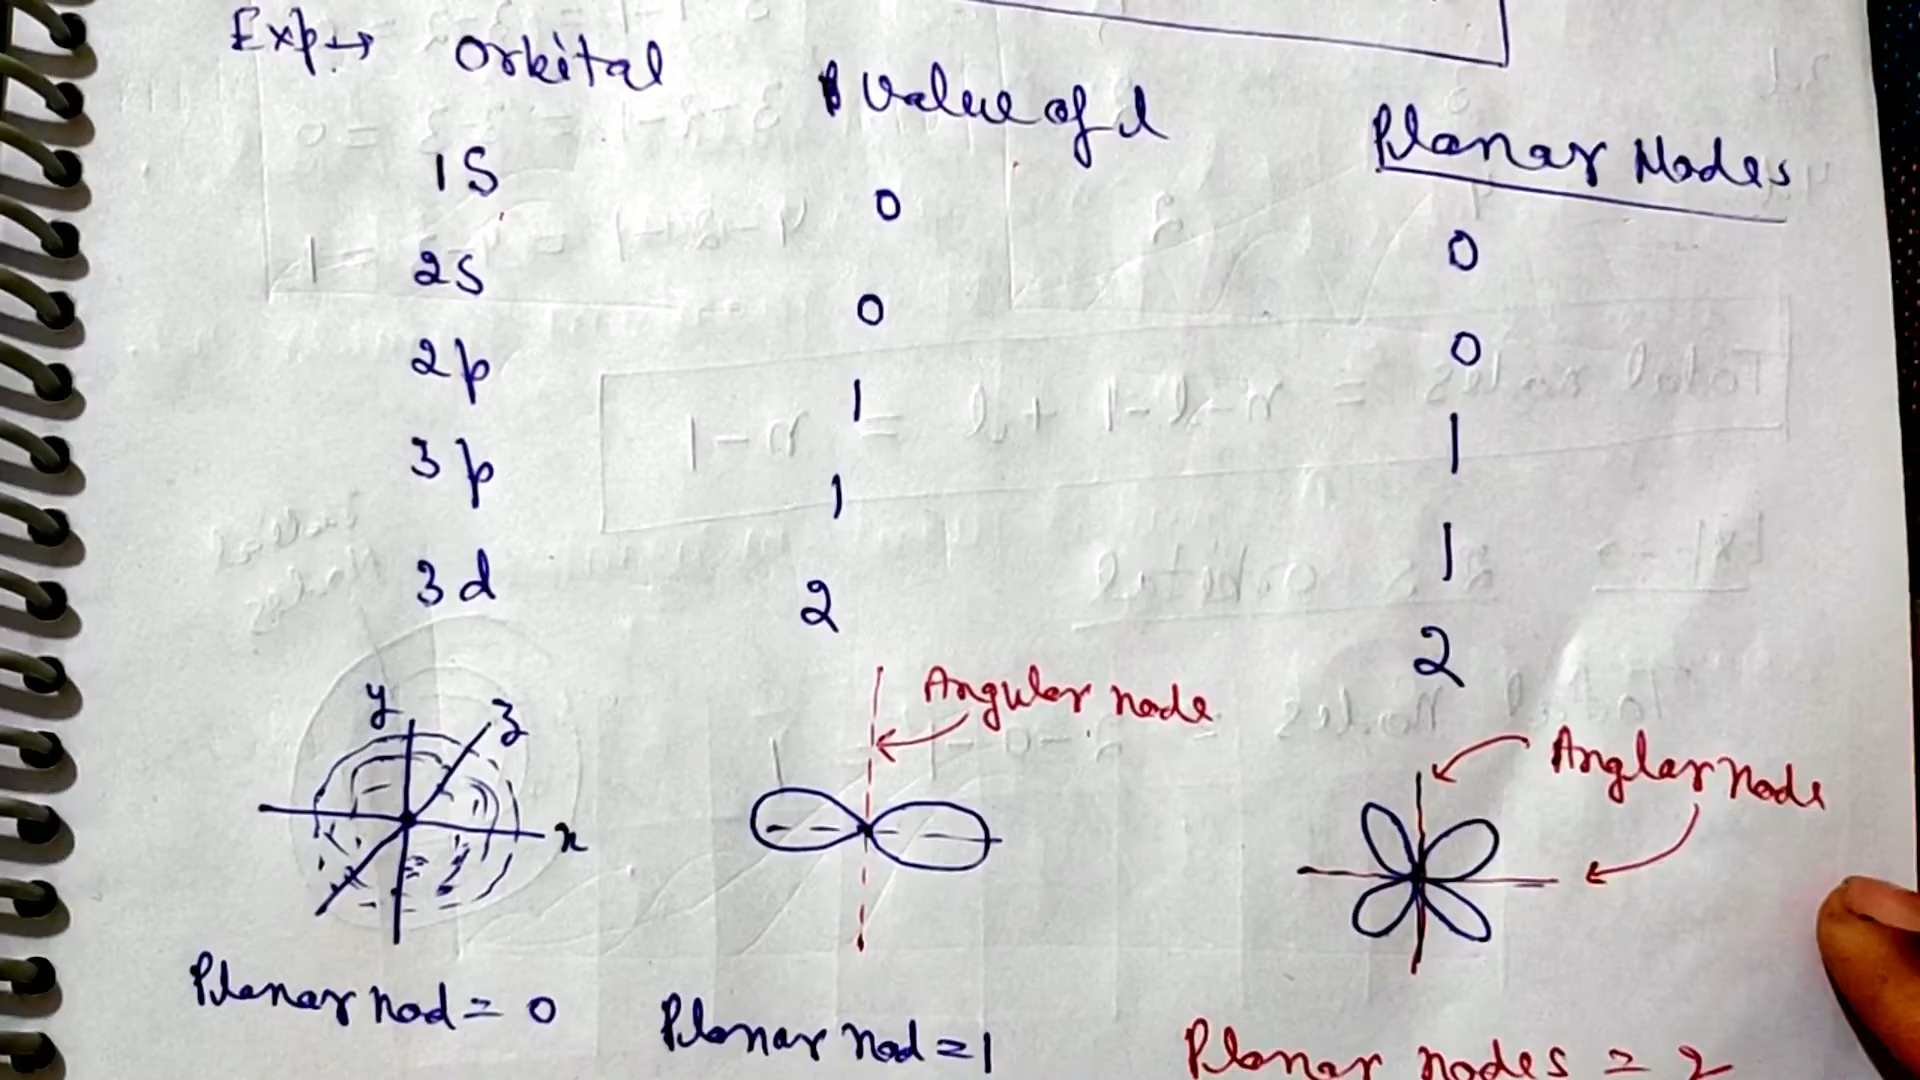 Exp→ Orbital Value of l Planar Nodes
1S 0 0
2S 0 0
2p 1 1
3p 1 1
3d 2 2
y z x
Angular node
Anglar node
Planar nod = 0
Planar nod = 1
Planar nodes = 2